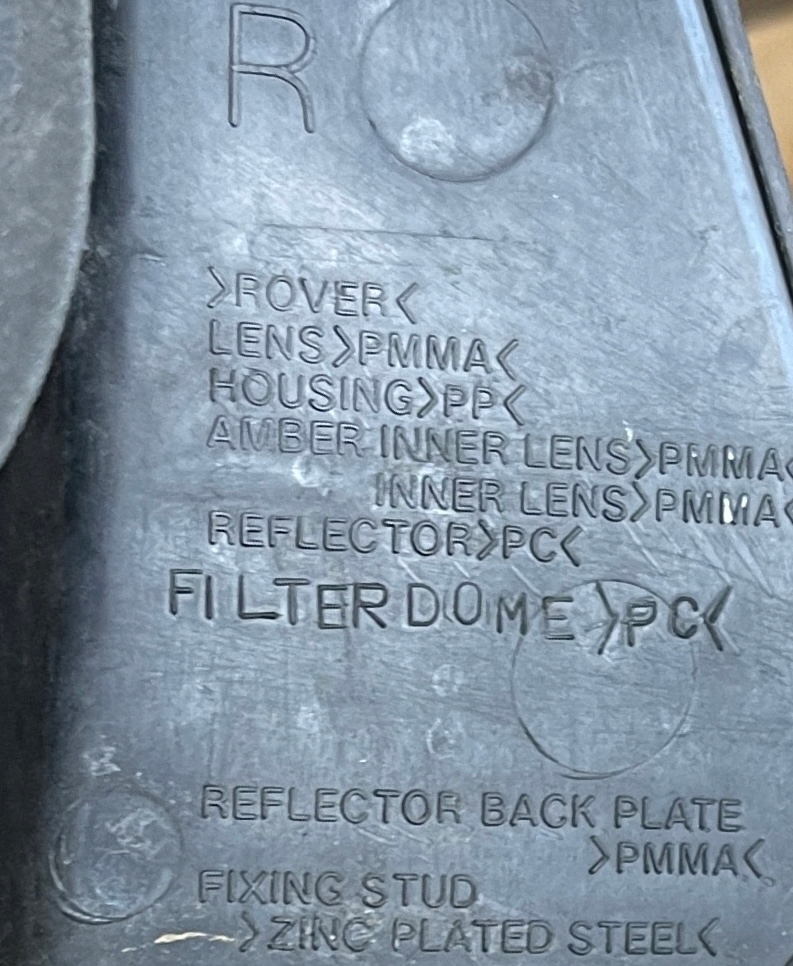 R
>ROVER<
LENS>PMMA<
HOUSING>PP<
AMBER INNER LENS>PMMA<
INNER LENS>PMMA<
REFLECTOR>PC<
FILTER DOME >PC<
REFLECTOR BACK PLATE
>PMMA<
FIXING STUD
>ZINC PLATED STEEL<